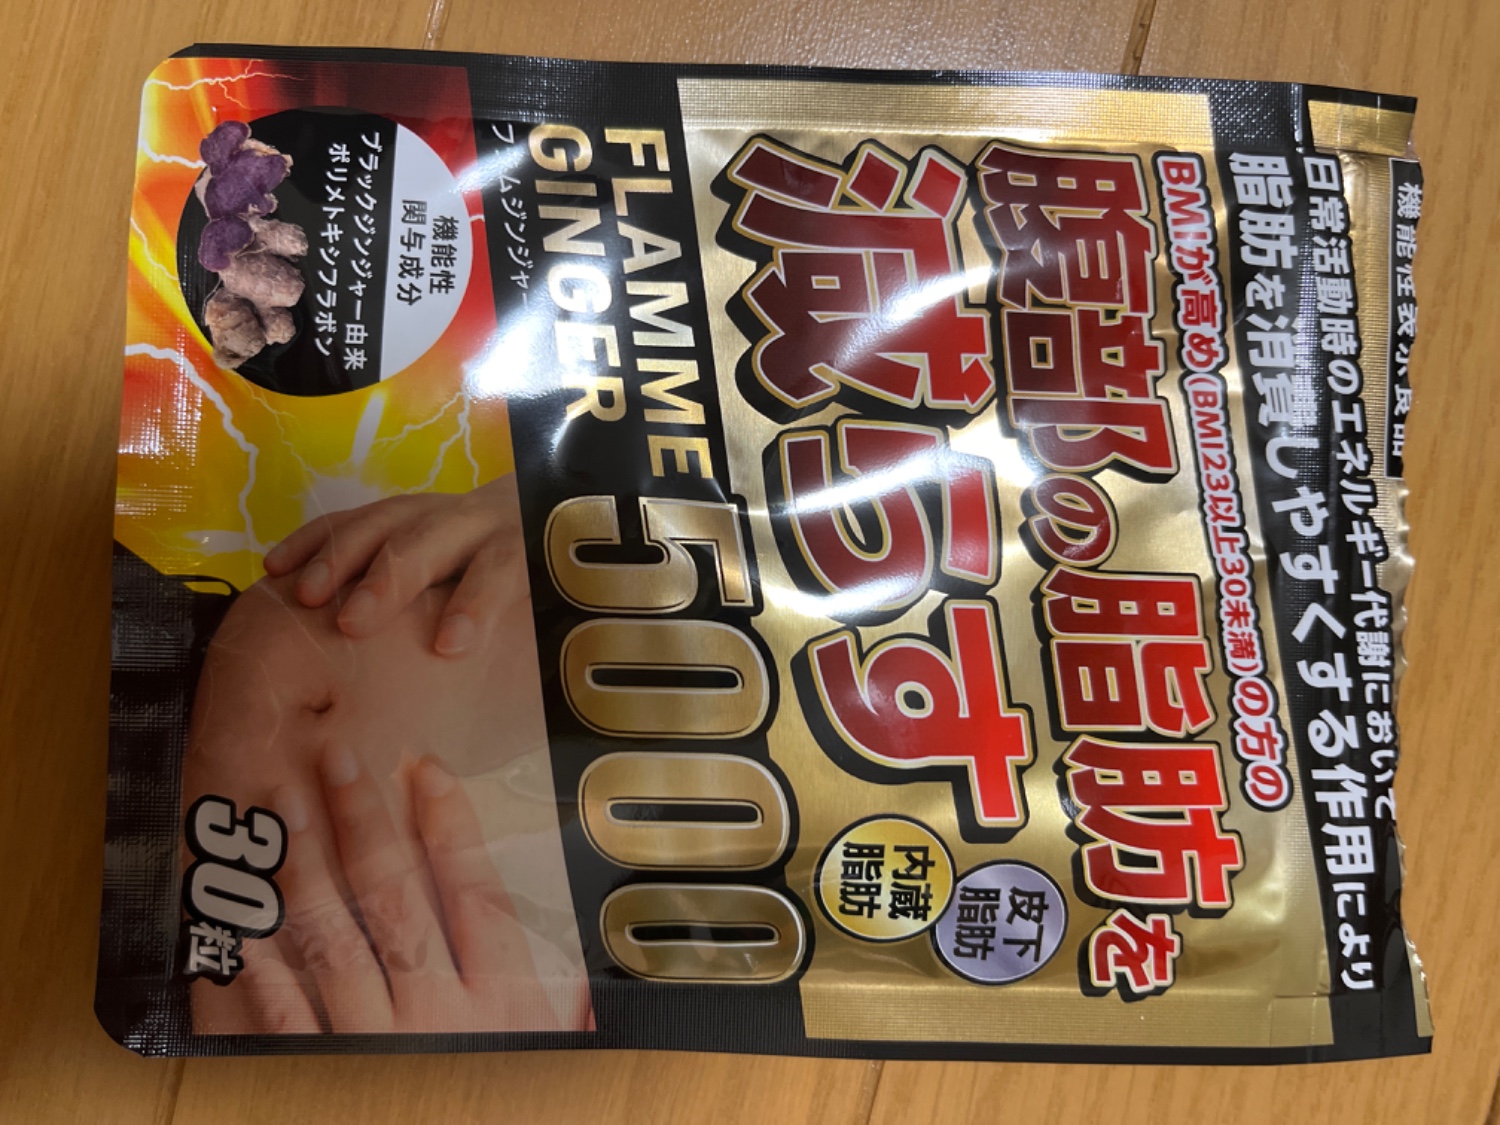 機能性表示食品
日常活動時のエネルギー代謝において
脂肪を消費しやすくする作用により
BMIが高め(BMI23以上30未満)の方の
腹部の脂肪を
減らす
皮下
脂肪
内臓
脂肪
FLAMME
GINGER
5000
フラムジンジャー
機能性
関与成分
ブラックジンジャー由来
ポリメトキシフラボン
30粒